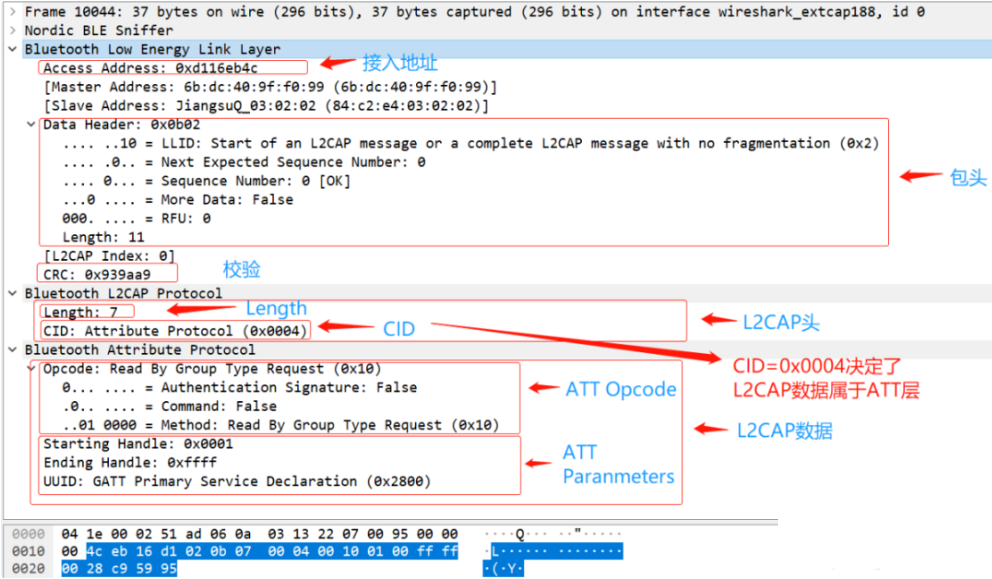 Frame 10044: 37 bytes on wire (296 bits), 37 bytes captured (296 bits) on interface wireshark_extcap188, id 0
Nordic BLE Sniffer
Bluetooth Low Energy Link Layer
Access Address: 0xd116eb4c 接入地址
[Master Address: 6b:dc:40:9f:f0:99 (6b:dc:40:9f:f0:99)]
[Slave Address: JiangsuQ_03:02:02 (84:c2:e4:03:02:02)]
Data Header: 0x0b02
.... ..10 = LLID: Start of an L2CAP message or a complete L2CAP message with no fragmentation (0x2)
.... .0.. = Next Expected Sequence Number: 0
.... 0... = Sequence Number: 0 [OK] 包头
...0 .... = More Data: False
000. .... = RFU: 0
Length: 11
[L2CAP Index: 0]
CRC: 0x939aa9 校验
Bluetooth L2CAP Protocol
Length: 7 Length
CID: Attribute Protocol (0x0004) CID L2CAP头
Bluetooth Attribute Protocol
Opcode: Read By Group Type Request (0x10) CID=0x0004决定了
0... .... = Authentication Signature: False ATT Opcode L2CAP数据属于ATT层
.0.. .... = Command: False
..01 0000 = Method: Read By Group Type Request (0x10) L2CAP数据
Starting Handle: 0x0001 ATT
Ending Handle: 0xffff Paranmeters
UUID: GATT Primary Service Declaration (0x2800)
0000 04 1e 00 02 51 ad 06 0a 03 13 22 07 00 95 00 00 ····Q··· ··"·····
0010 00 4c eb 16 d1 02 0b 07 00 04 00 10 01 00 ff ff ·L······ ········
0020 00 28 c9 59 95 ·(·Y·